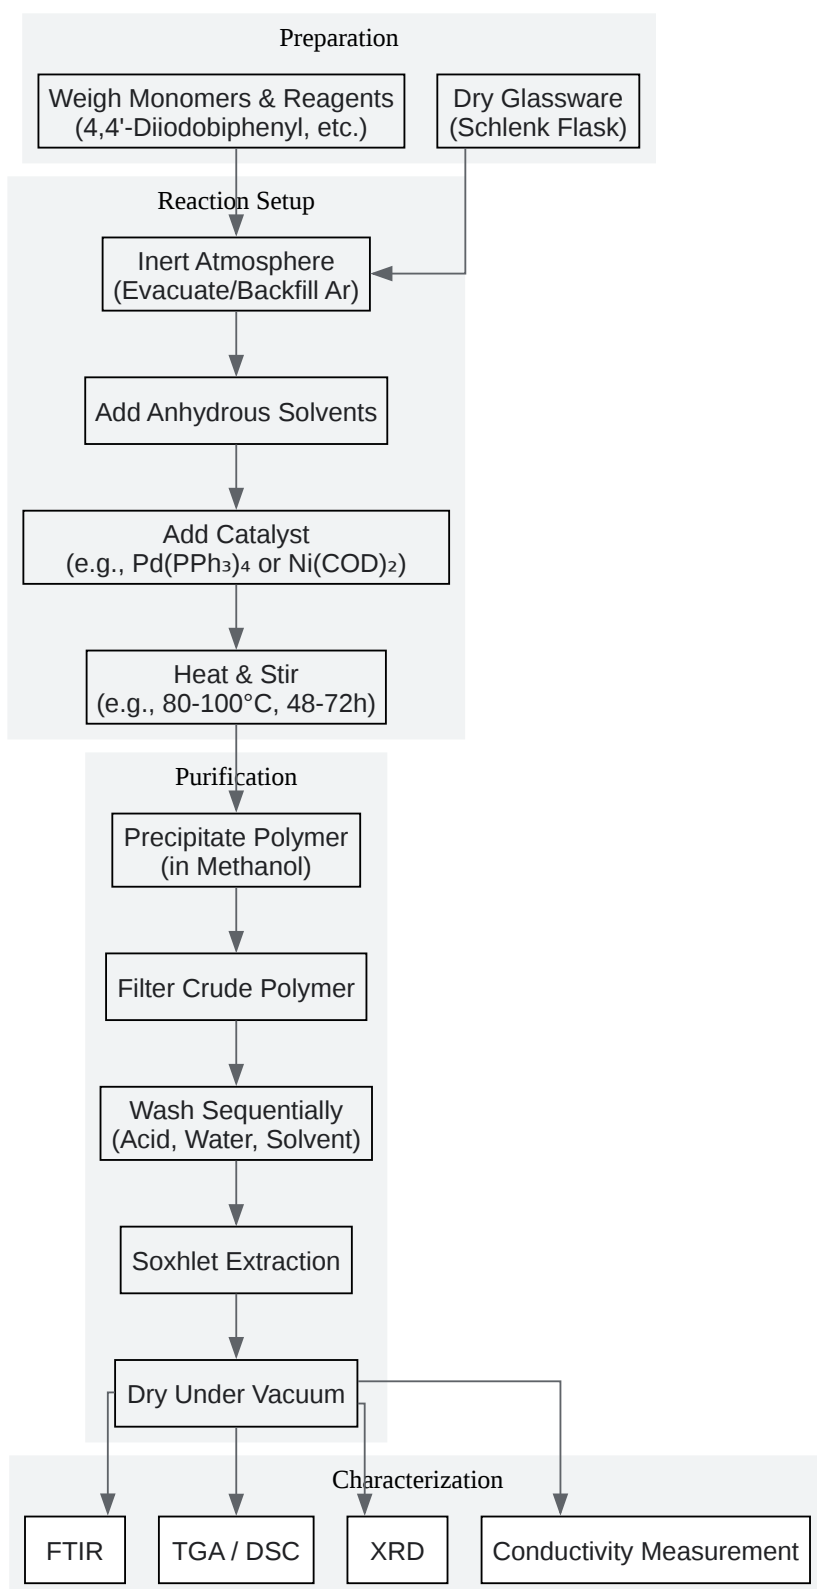 Preparation
Weigh Monomers & Reagents
(4,4'-Diiodobiphenyl, etc.)
Dry Glassware
(Schlenk Flask)
Reaction Setup
Inert Atmosphere
(Evacuate/Backfill Ar)
Add Anhydrous Solvents
Add Catalyst
(e.g., Pd(PPh₃)₄ or Ni(COD)₂)
Heat & Stir
(e.g., 80-100°C, 48-72h)
Purification
Precipitate Polymer
(in Methanol)
Filter Crude Polymer
Wash Sequentially
(Acid, Water, Solvent)
Soxhlet Extraction
Dry Under Vacuum
Characterization
FTIR
TGA / DSC
XRD
Conductivity Measurement